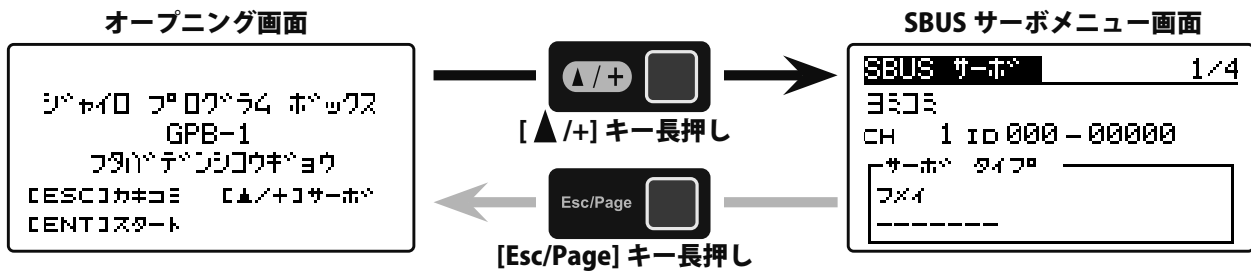 オープニング画面
ジャイロ プログラム ボックス
GPB-1
フタバデンシコウギョウ
[ESC]カキコミ [▲/+]サーボ
[ENT]スタート
▲/+
[▲/+] キー長押し
Esc/Page
[Esc/Page] キー長押し
SBUS サーボメニュー画面
SBUS サーボ 1/4
ヨミコミ
CH 1 ID 000-00000
サーボ タイプ
フメイ
-------